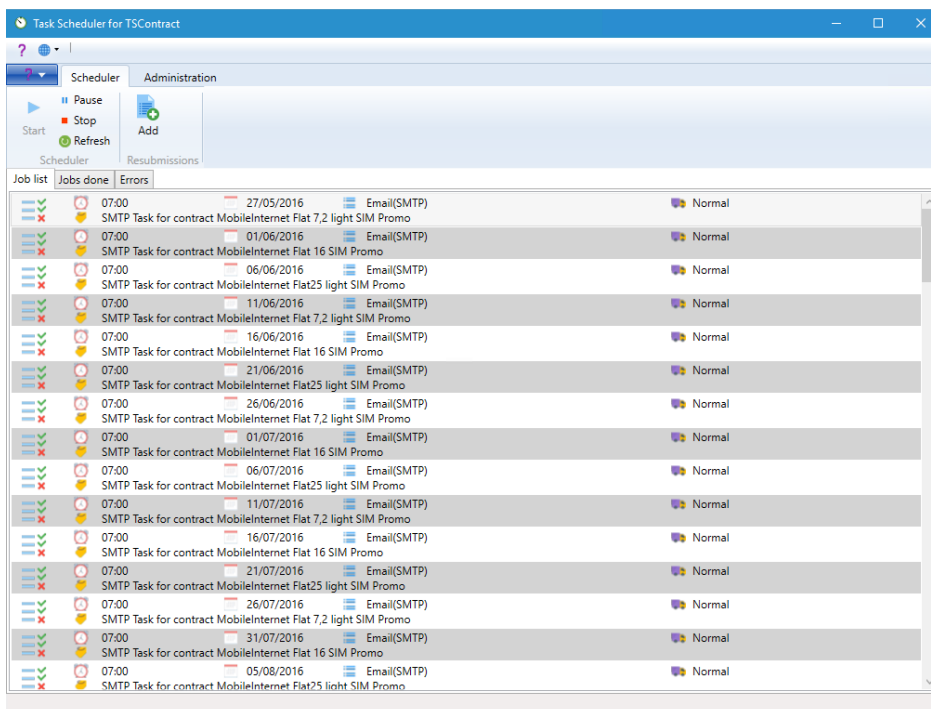 Task Scheduler for TSContract
?
? Scheduler Administration
Pause
Stop
Start Add
Refresh
Scheduler Resubmissions
Job list Jobs done Errors
07:00 27/05/2016 Email(SMTP) Normal
SMTP Task for contract MobileInternet Flat 7,2 light SIM Promo
07:00 01/06/2016 Email(SMTP) Normal
SMTP Task for contract MobileInternet Flat 16 SIM Promo
07:00 06/06/2016 Email(SMTP) Normal
SMTP Task for contract MobileInternet Flat25 light SIM Promo
07:00 11/06/2016 Email(SMTP) Normal
SMTP Task for contract MobileInternet Flat 7,2 light SIM Promo
07:00 16/06/2016 Email(SMTP) Normal
SMTP Task for contract MobileInternet Flat 16 SIM Promo
07:00 21/06/2016 Email(SMTP) Normal
SMTP Task for contract MobileInternet Flat25 light SIM Promo
07:00 26/06/2016 Email(SMTP) Normal
SMTP Task for contract MobileInternet Flat 7,2 light SIM Promo
07:00 01/07/2016 Email(SMTP) Normal
SMTP Task for contract MobileInternet Flat 16 SIM Promo
07:00 06/07/2016 Email(SMTP) Normal
SMTP Task for contract MobileInternet Flat25 light SIM Promo
07:00 11/07/2016 Email(SMTP) Normal
SMTP Task for contract MobileInternet Flat 7,2 light SIM Promo
07:00 16/07/2016 Email(SMTP) Normal
SMTP Task for contract MobileInternet Flat 16 SIM Promo
07:00 21/07/2016 Email(SMTP) Normal
SMTP Task for contract MobileInternet Flat25 light SIM Promo
07:00 26/07/2016 Email(SMTP) Normal
SMTP Task for contract MobileInternet Flat 7,2 light SIM Promo
07:00 31/07/2016 Email(SMTP) Normal
SMTP Task for contract MobileInternet Flat 16 SIM Promo
07:00 05/08/2016 Email(SMTP) Normal
SMTP Task for contract MobileInternet Flat25 light SIM Promo